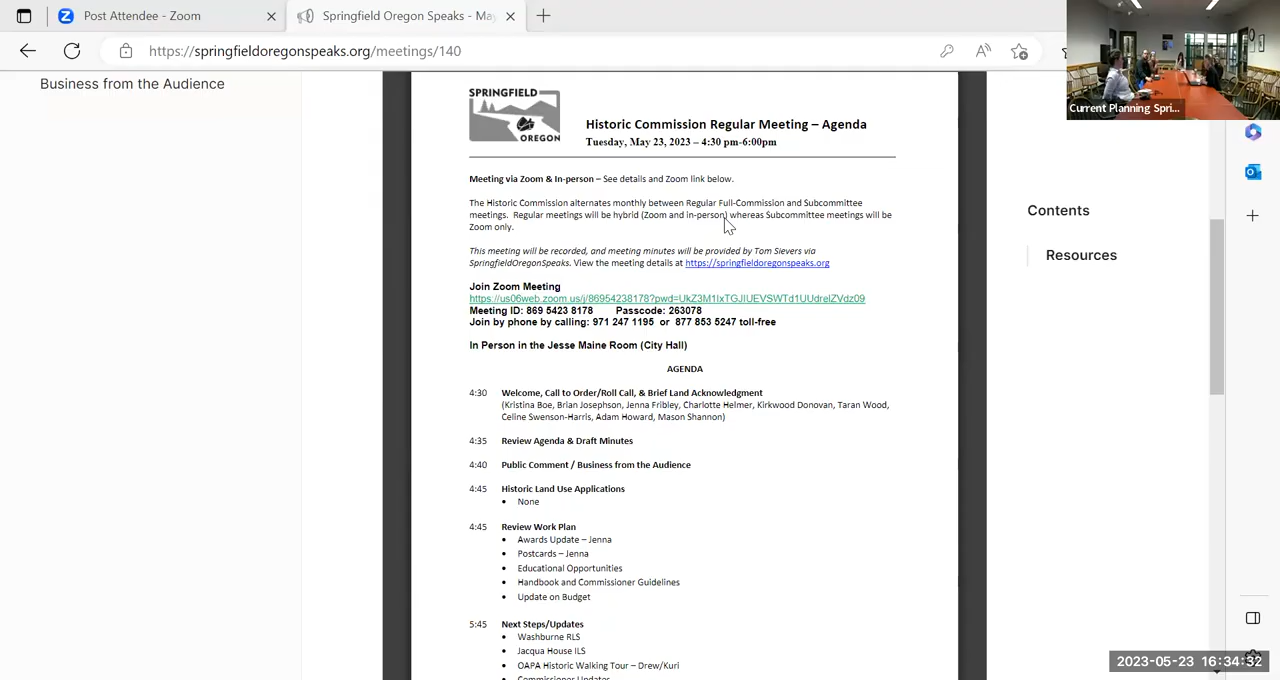 Post Attendee - Zoom
Springfield Oregon Speaks - May
https://springfieldoregonspeaks.org/meetings/140
Current Planning Spri...
Business from the Audience
SPRINGFIELD
OREGON
Historic Commission Regular Meeting – Agenda
Tuesday, May 23, 2023 – 4:30 pm-6:00pm
Meeting via Zoom & In-person – See details and Zoom link below.
The Historic Commission alternates monthly between Regular Full-Commission and Subcommittee
meetings. Regular meetings will be hybrid (Zoom and in-person) whereas Subcommittee meetings will be
Zoom only.
This meeting will be recorded, and meeting minutes will be provided by Tom Sievers via
SpringfieldOregonSpeaks. View the meeting details at https://springfieldoregonspeaks.org
Join Zoom Meeting
Meeting ID: 869 5423 8178 Passcode: 263078
Join by phone by calling: 971 247 1195 or 877 853 5247 toll-free
In Person in the Jesse Maine Room (City Hall)
AGENDA
4:30 Welcome, Call to Order/Roll Call, & Brief Land Acknowledgment
(Kristina Boe, Brian Josephson, Jenna Fribley, Charlotte Helmer, Kirkwood Donovan, Taran Wood,
Celine Swenson-Harris, Adam Howard, Mason Shannon)
4:35 Review Agenda & Draft Minutes
4:40 Public Comment / Business from the Audience
4:45 Historic Land Use Applications
• None
4:45 Review Work Plan
• Awards Update – Jenna
• Postcards – Jenna
• Educational Opportunities
• Handbook and Commissioner Guidelines
• Update on Budget
5:45 Next Steps/Updates
• Washburne RLS
• Jacqua House ILS
• OAPA Historic Walking Tour – Drew/Kuri
• Commissioner Updates
Contents
Resources
2023-05-23 16:34:32